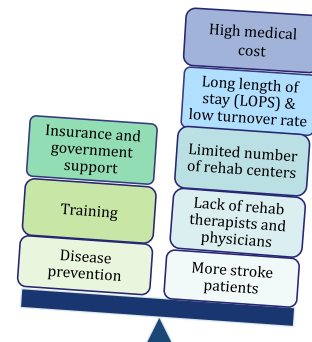 Insurance and
government
support
Training
Disease
prevention
High medical
cost
Long length of
stay (LOPS) &
low turnover rate
Limited number
of rehab centers
Lack of rehab
therapists and
physicians
More stroke
patients